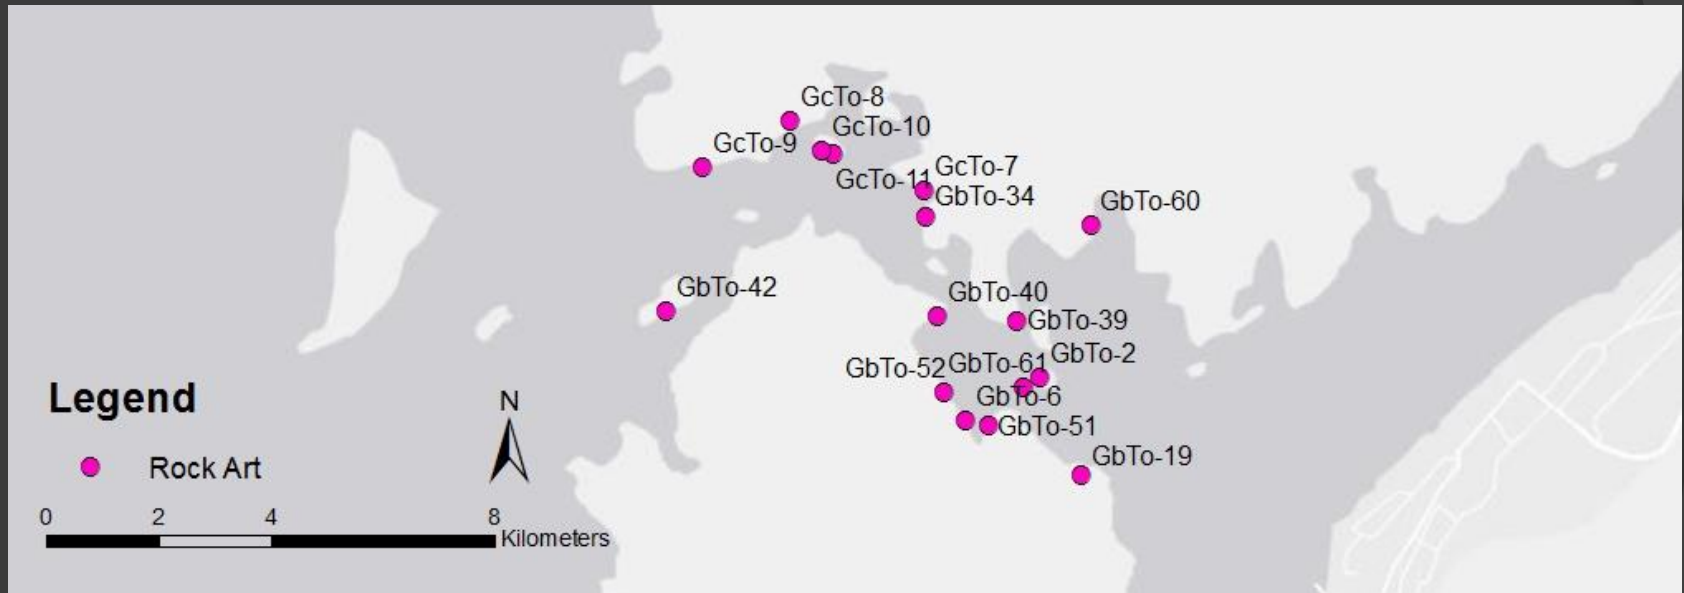 GcTo-8
GcTo-10
GcTo-9
GcTo-11
GcTo-7
GbTo-34
GbTo-60
GbTo-42
GbTo-40
GbTo-39
GbTo-2
GbTo-52
GbTo-61
GbTo-6
GbTo-51
GbTo-19
Legend
Rock Art
N
0 2 4 8
Kilometers